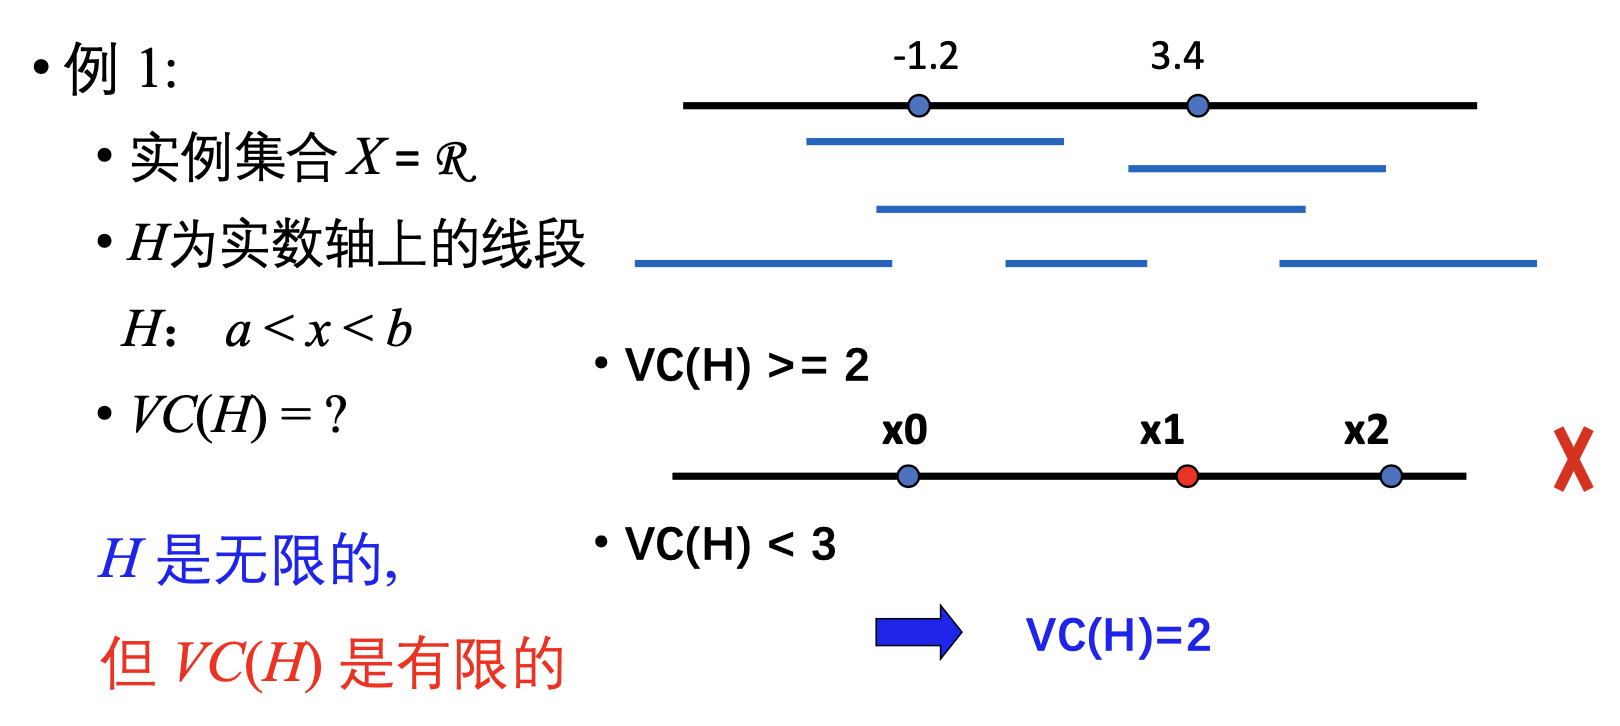 • 例 1:
• 实例集合 X = ℛ
• H为实数轴上的线段
H： a < x < b
• VC(H) = ?
H 是无限的,
但 VC(H) 是有限的
-1.2 3.4
• VC(H) >= 2
x0 x1 x2
X
• VC(H) < 3
VC(H)=2